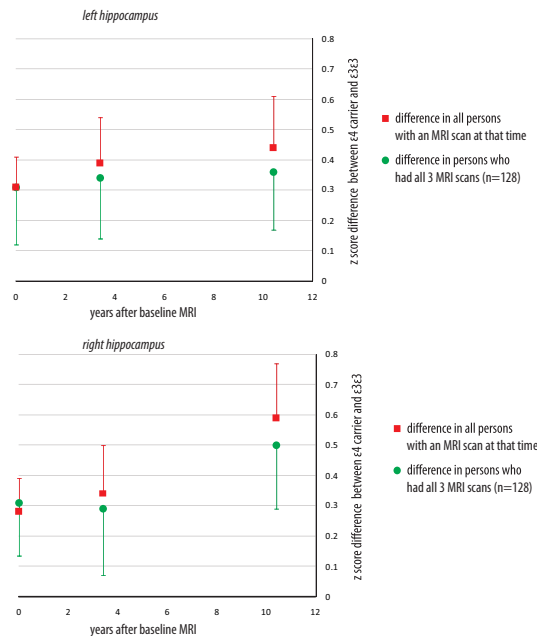 left hippocampus
0.8
0.7
0.6
0.5
0.4
0.3
0.2
0.1
0
z score difference between ε4 carrier and ε3ε3
0 2 4 6 8 10 12
years after baseline MRI
difference in all persons
with an MRI scan at that time
difference in persons who
had all 3 MRI scans (n=128)
right hippocampus
0.8
0.7
0.6
0.5
0.4
0.3
0.2
0.1
0
z score difference between ε4 carrier and ε3ε3
0 2 4 6 8 10 12
years after baseline MRI
difference in all persons
with an MRI scan at that time
difference in persons who
had all 3 MRI scans (n=128)